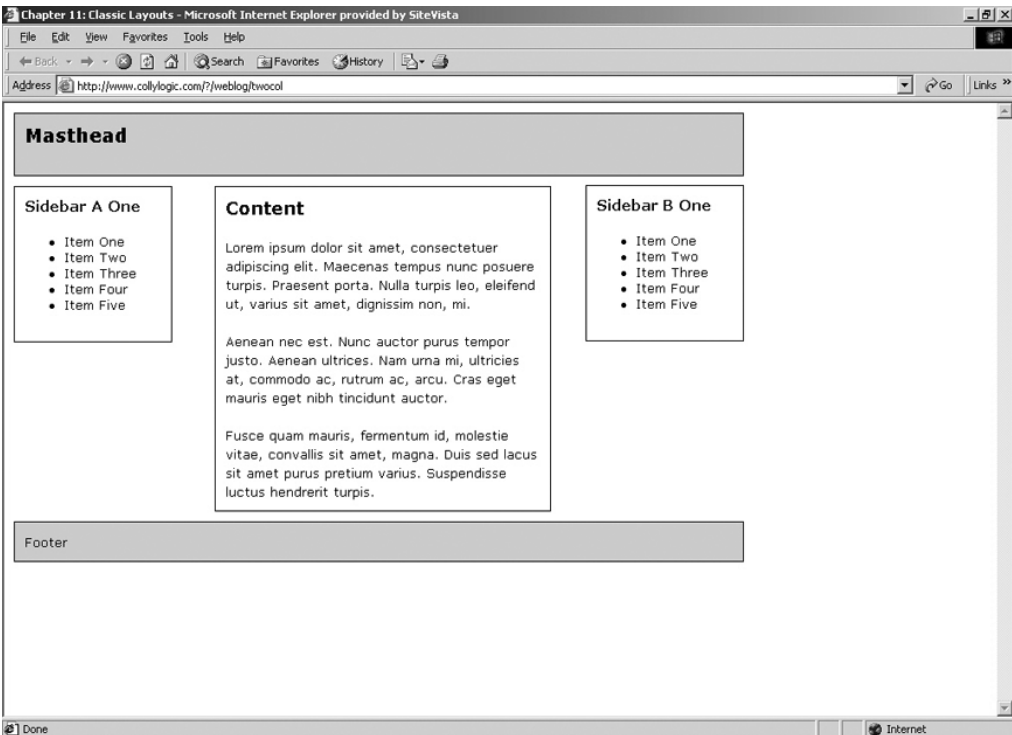 Chapter 11: Classic Layouts - Microsoft Internet Explorer provided by SiteVista
File Edit View Favorites Tools Help
Back Search Favorites History
Address http://www.collylogic.com/?/weblog/twocol Go Links »
Masthead
Sidebar A One
• Item One
• Item Two
• Item Three
• Item Four
• Item Five
Content
Lorem ipsum dolor sit amet, consectetuer
adipiscing elit. Maecenas tempus nunc posuere
turpis. Praesent porta. Nulla turpis leo, eleifend
ut, varius sit amet, dignissim non, mi.
Aenean nec est. Nunc auctor purus tempor
justo. Aenean ultrices. Nam urna mi, ultricies
at, commodo ac, rutrum ac, arcu. Cras eget
mauris eget nibh tincidunt auctor.
Fusce quam mauris, fermentum id, molestie
vitae, convallis sit amet, magna. Duis sed lacus
sit amet purus pretium varius. Suspendisse
luctus hendrerit turpis.
Sidebar B One
• Item One
• Item Two
• Item Three
• Item Four
• Item Five
Footer
Done Internet